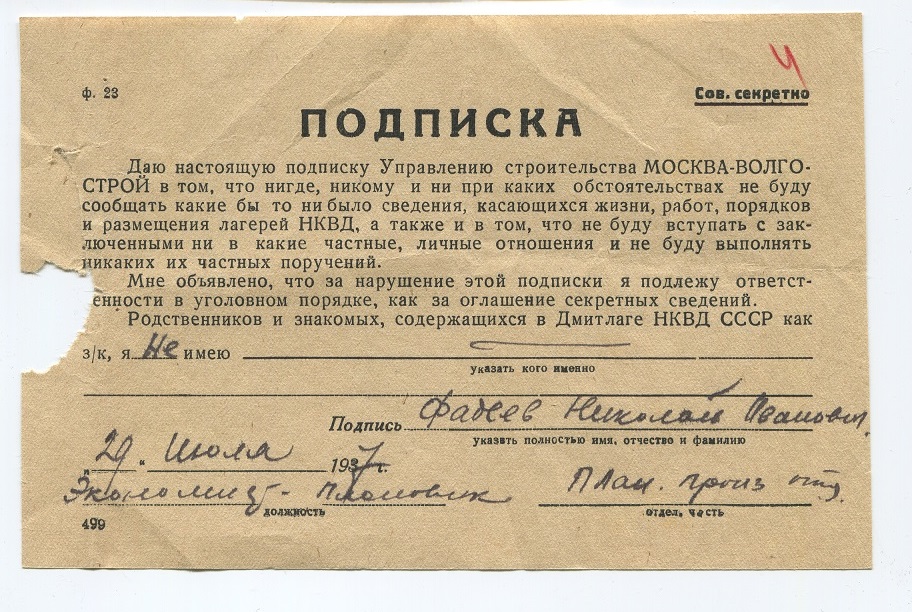 ч
ф. 23
Сов. секретно
ПОДПИСКА
Даю настоящую подписку Управлению строительства МОСКВА-ВОЛГО-
СТРОЙ в том, что нигде, никому и ни при каких обстоятельствах не буду
сообщать какие бы то ни было сведения, касающихся жизни, работ, порядков
и размещения лагерей НКВД, а также и в том, что не буду вступать с зак-
люченными ни в какие частные, личные отношения и не буду выполнять
никаких их частных поручений.
Мне объявлено, что за нарушение этой подписки я подлежу ответст-
енности в уголовном порядке, как за оглашение секретных сведений.
Родственников и знакомых, содержащихся в Дмитлаге НКВД СССР как
з/к, я Не имею
указать кого именно
Подпись Фадеев Николай Иванович.
указать полностью имя, отчество и фамилию
„29“ Июля 1937 г.
Экономист-плановик План. произ отд.
должность отдел, часть
499